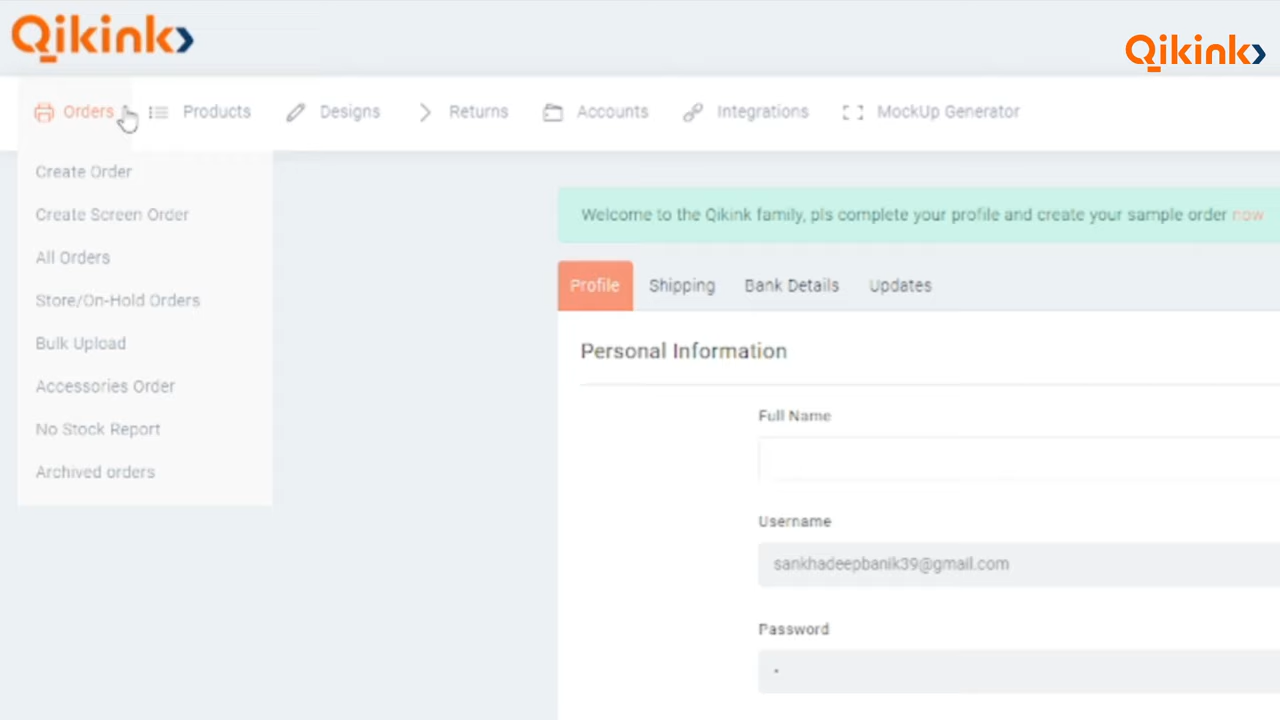 Qikink
Qikink
Orders
Products
Designs
Returns
Accounts
Integrations
MockUp Generator
Create Order
Create Screen Order
All Orders
Store/On-Hold Orders
Bulk Upload
Accessories Order
No Stock Report
Archived orders
Welcome to the Qikink family, pls complete your profile and create your sample order now
Profile
Shipping
Bank Details
Updates
Personal Information
Full Name
Username
sankhadeepbanik39@gmail.com
Password